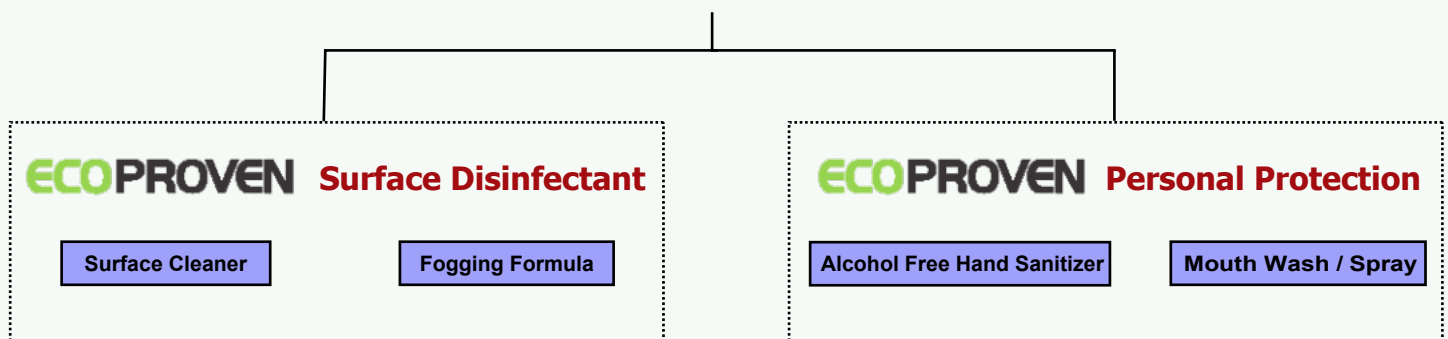 ECOPROVEN Surface Disinfectant
Surface Cleaner
Fogging Formula
ECOPROVEN Personal Protection
Alcohol Free Hand Sanitizer
Mouth Wash / Spray